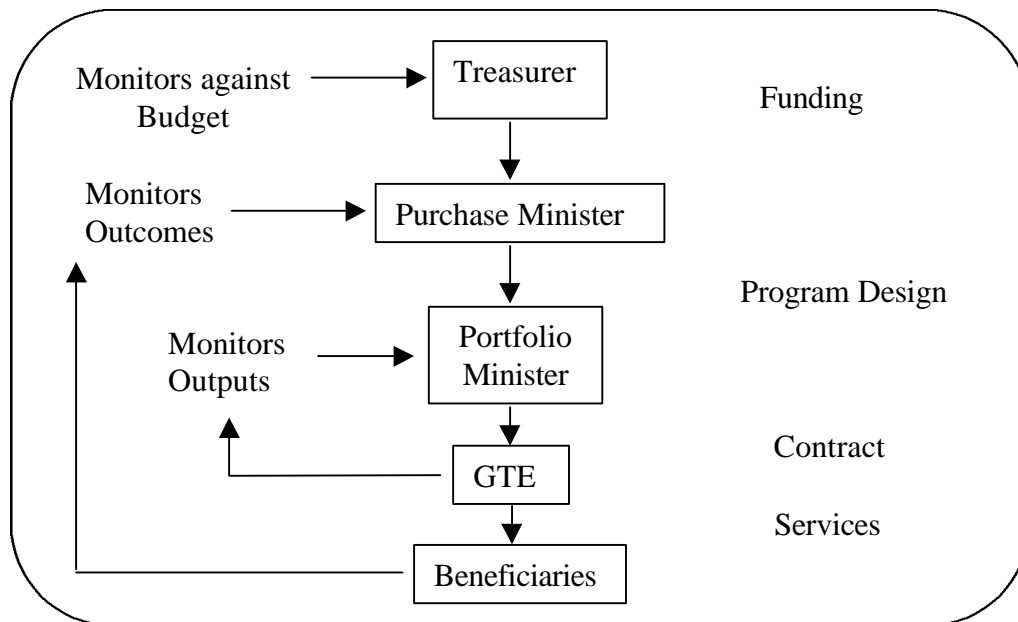 Monitors against
Budget
Treasurer
Funding
Monitors
Outcomes
Purchase Minister
Program Design
Monitors
Outputs
Portfolio
Minister
Contract
GTE
Services
Beneficiaries